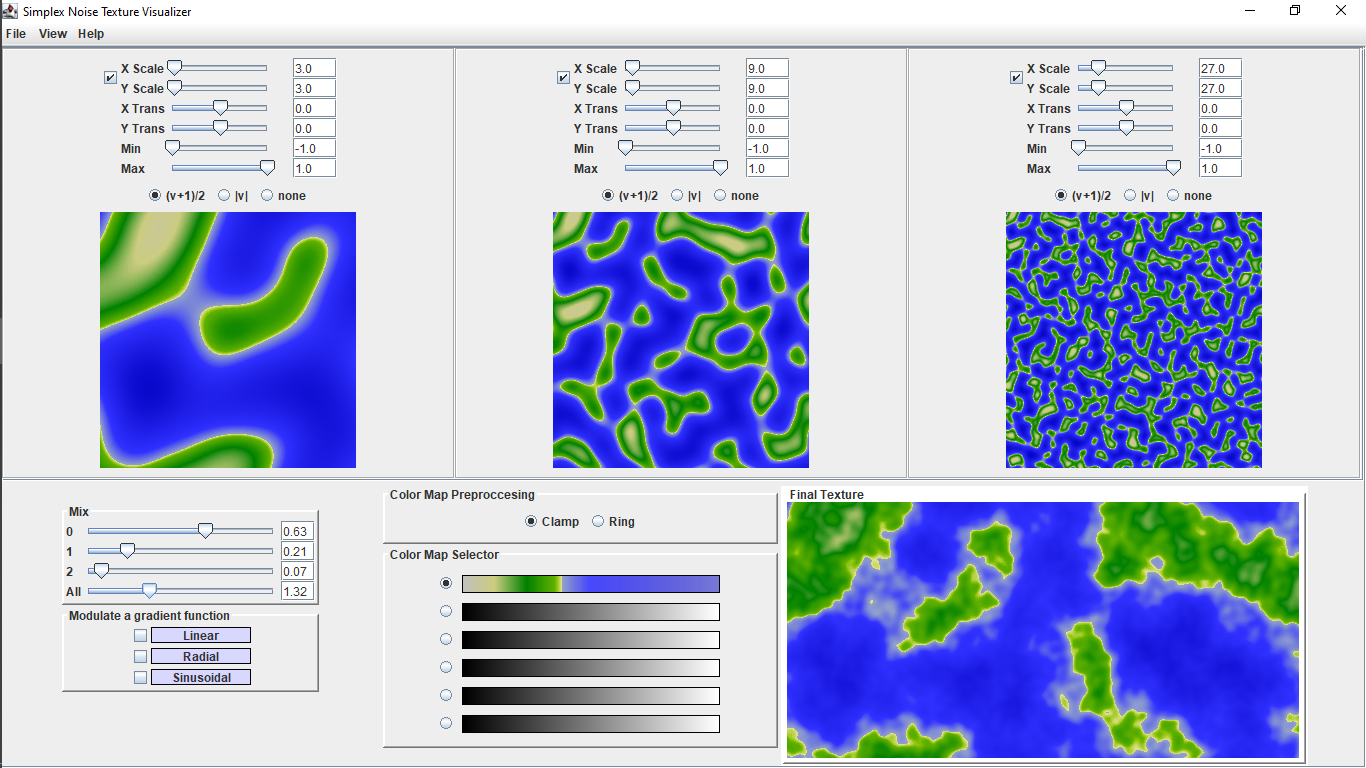 Simplex Noise Texture Visualizer
File View Help
X Scale 3.0
Y Scale 3.0
X Trans 0.0
Y Trans 0.0
Min -1.0
Max 1.0
(v+1)/2 |v| none
X Scale 9.0
Y Scale 9.0
X Trans 0.0
Y Trans 0.0
Min -1.0
Max 1.0
(v+1)/2 |v| none
X Scale 27.0
Y Scale 27.0
X Trans 0.0
Y Trans 0.0
Min -1.0
Max 1.0
(v+1)/2 |v| none
Mix
0 0.63
1 0.21
2 0.07
All 1.32
Modulate a gradient function
Linear
Radial
Sinusoidal
Color Map Preproccesing
Clamp Ring
Color Map Selector
Final Texture